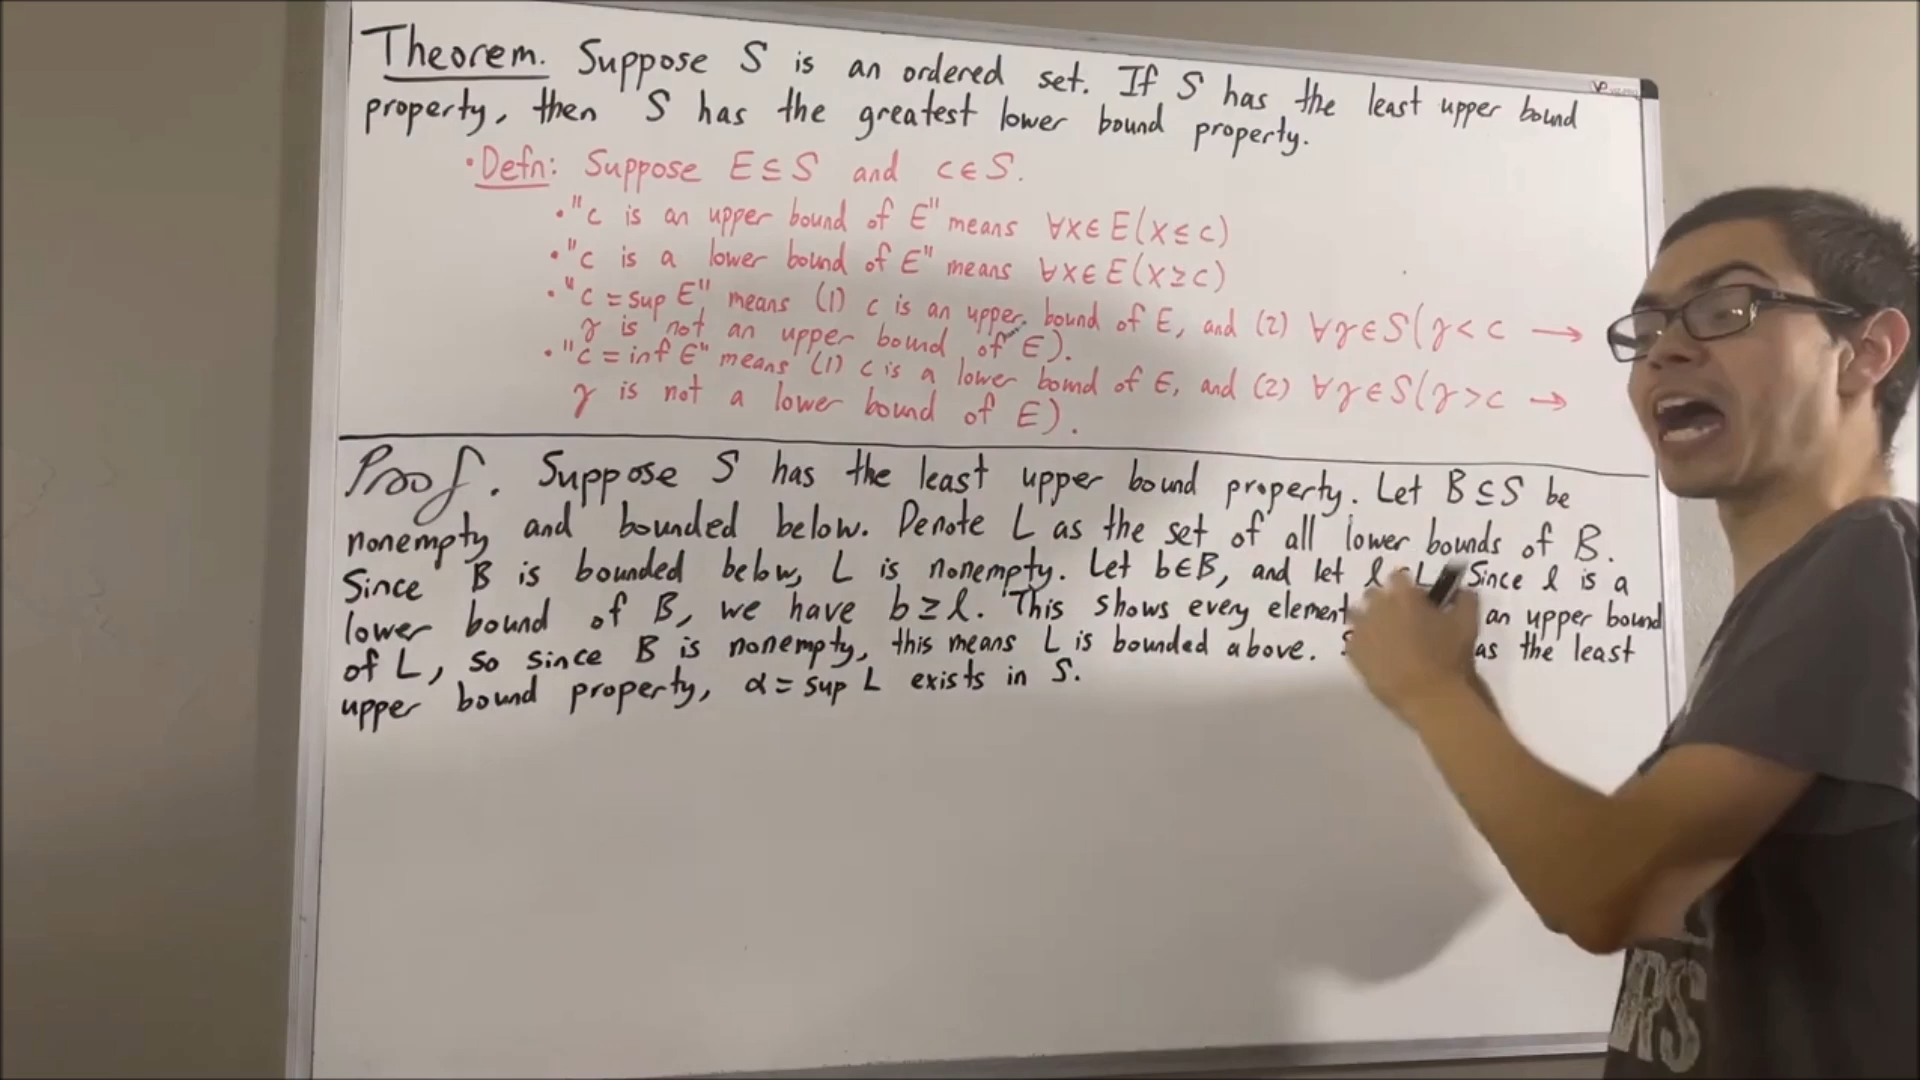 Theorem. Suppose S is an ordered set. If S has the least upper bound
property, then S has the greatest lower bound property.
• Defn: Suppose E ⊆ S and c ∈ S.
• "c is an upper bound of E" means ∀x ∈ E (x ≤ c)
• "c is a lower bound of E" means ∀x ∈ E (x ≥ c)
• "c = sup E" means (1) c is an upper bound of E, and (2) ∀γ ∈ S (γ < c →
γ is not an upper bound of E).
• "c = inf E" means (1) c is a lower bound of E, and (2) ∀γ ∈ S (γ > c →
γ is not a lower bound of E).
Proof. Suppose S has the least upper bound property. Let B ⊆ S be
nonempty and bounded below. Denote L as the set of all lower bounds of B.
Since B is bounded below, L is nonempty. Let b ∈ B, and let l L Since l is a
lower bound of B, we have b ≥ l. This shows every element an upper bound
of L, so since B is nonempty, this means L is bounded above. as the least
upper bound property, α = sup L exists in S.